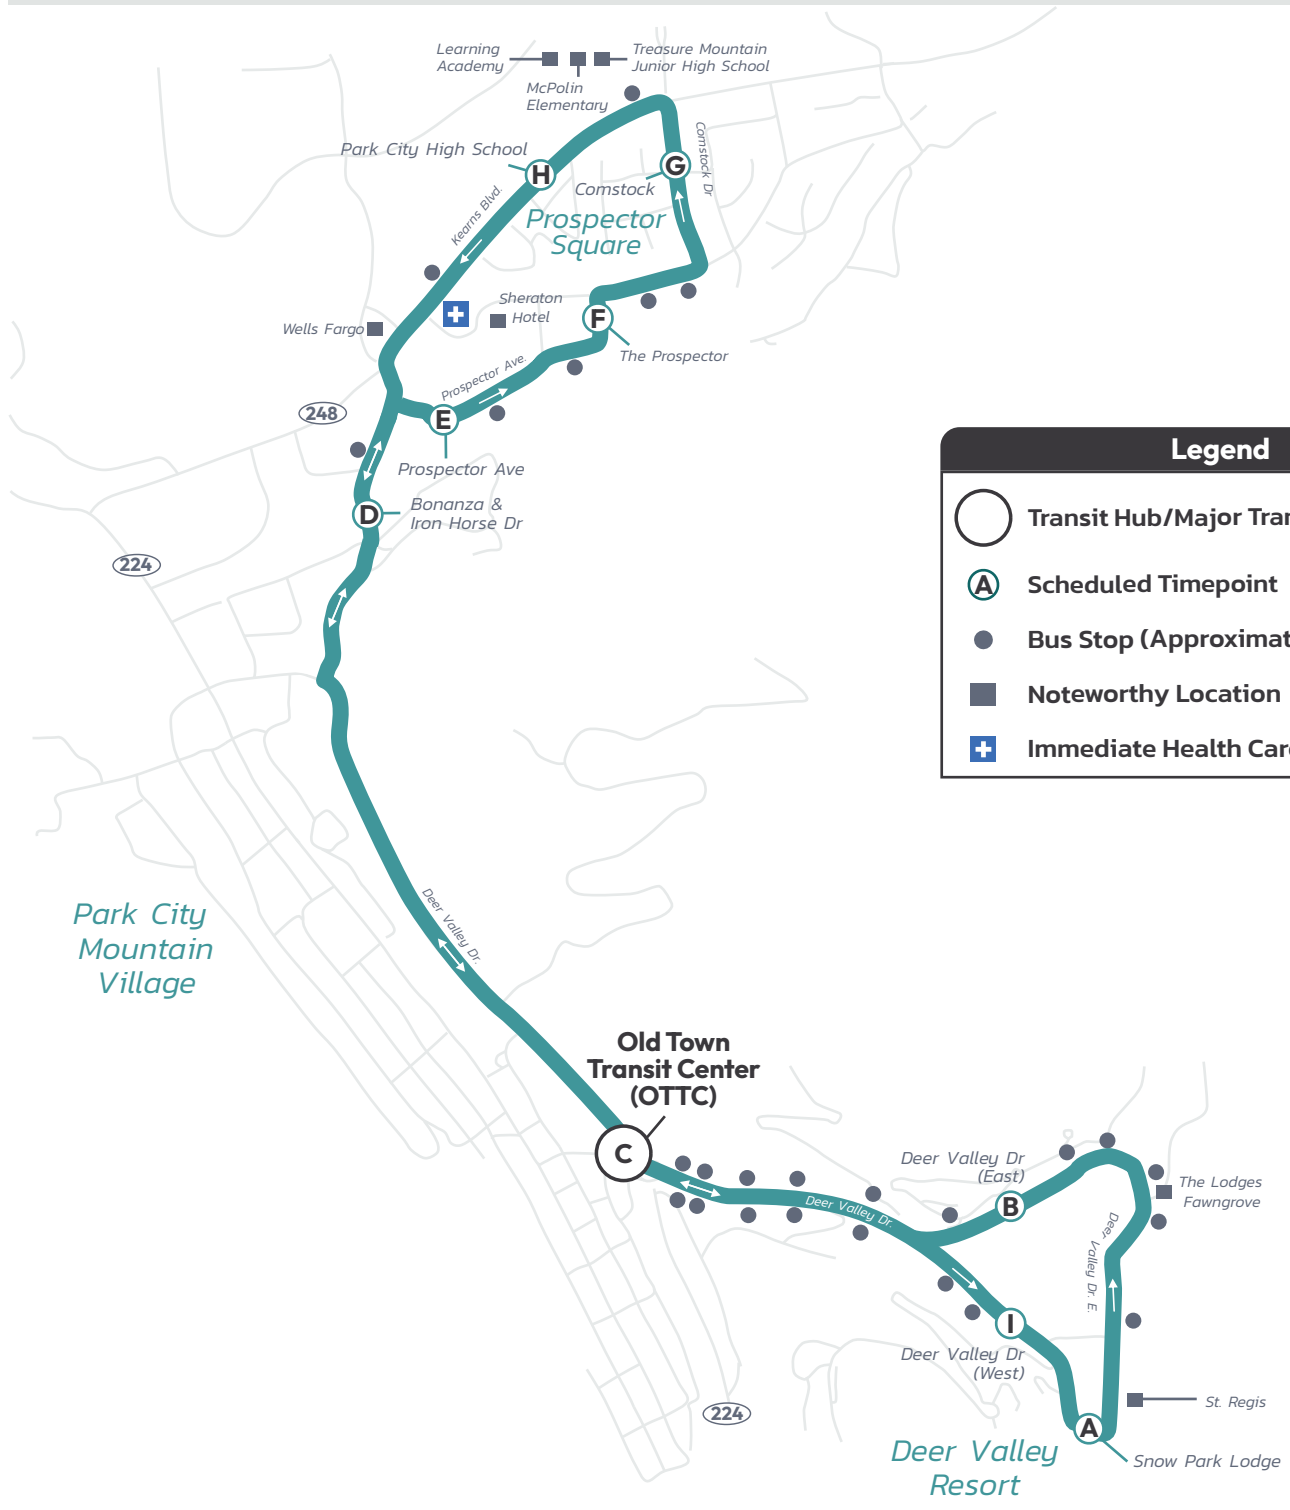 Learning
Academy
McPolin
Elementary
Treasure Mountain
Junior High School
Park City High School
H
G
Comstock Dr
Comstock
Kearns Blvd.
Prospector
Square
Sheraton
Hotel
Wells Fargo
F
The Prospector
Prospector Ave.
248
E
Prospector Ave
D
Bonanza &
Iron Horse Dr
224
Legend
Transit Hub/Major Tran
A
Scheduled Timepoint
Bus Stop (Approximat
Noteworthy Location
Immediate Health Car
Park City
Mountain
Village
Deer Valley Dr.
Old Town
Transit Center
(OTTC)
C
Deer Valley Dr.
Deer Valley Dr
(East)
B
The Lodges
Fawngrove
Deer Valley Dr. E.
I
Deer Valley Dr
(West)
224
St. Regis
A
Snow Park Lodge
Deer Valley
Resort